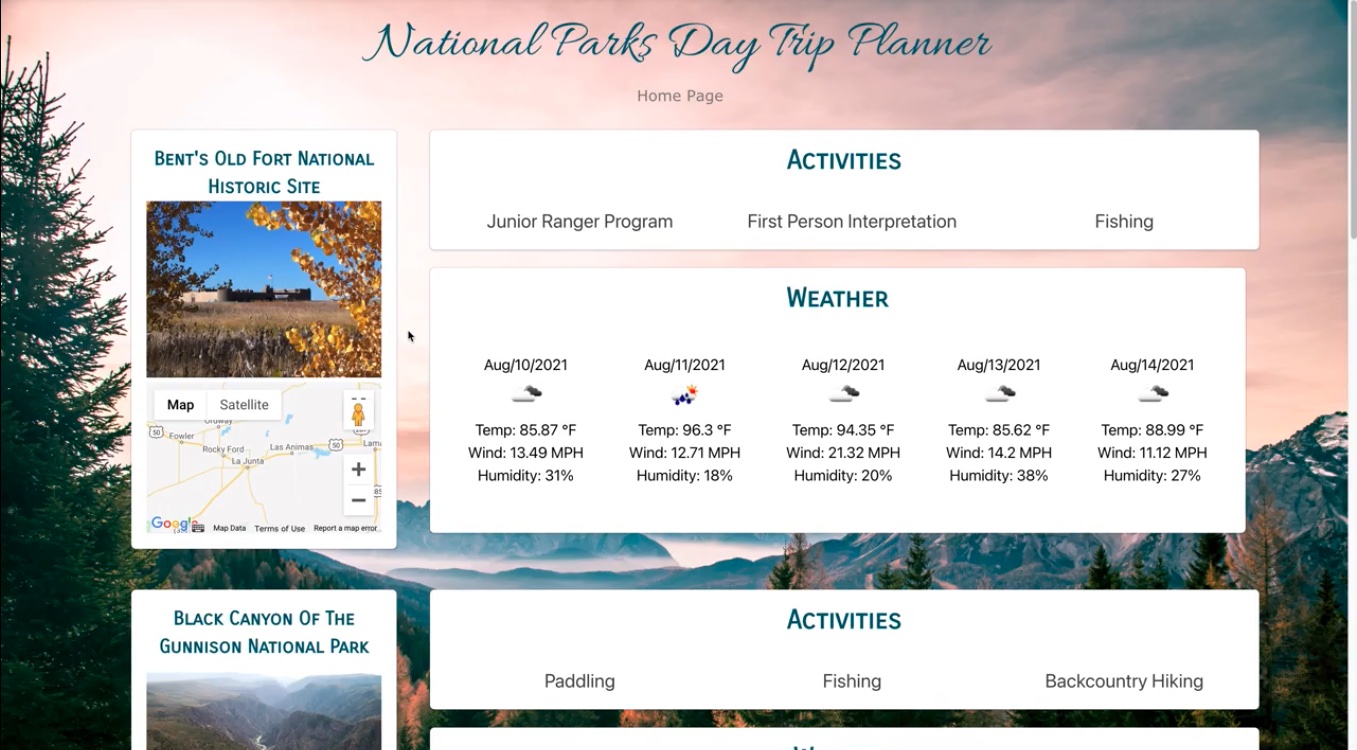 National Parks Day Trip Planner
Home Page
Bent's Old Fort National
Historic Site
Map
Satellite
50
Fowler
Rocky Ford
La Junta
Las Animas
50
Google
Map Data
Terms of Use
Report a map error
Activities
Junior Ranger Program
First Person Interpretation
Fishing
Weather
Aug/10/2021
Aug/11/2021
Aug/12/2021
Aug/13/2021
Aug/14/2021
Temp: 85.87 °F
Temp: 96.3 °F
Temp: 94.35 °F
Temp: 85.62 °F
Temp: 88.99 °F
Wind: 13.49 MPH
Wind: 12.71 MPH
Wind: 21.32 MPH
Wind: 14.2 MPH
Wind: 11.12 MPH
Humidity: 31%
Humidity: 18%
Humidity: 20%
Humidity: 38%
Humidity: 27%
Black Canyon Of The
Gunnison National Park
Activities
Paddling
Fishing
Backcountry Hiking